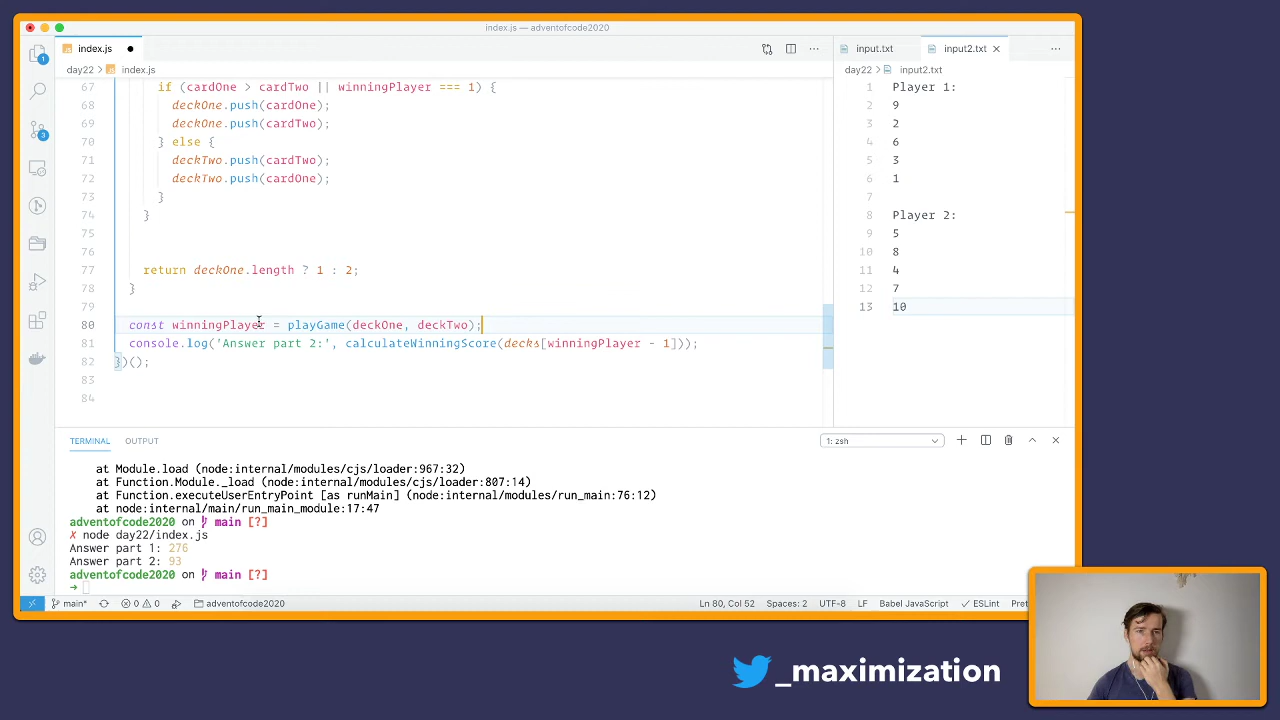 index.js — adventofcode2020
index.js
input.txt
input2.txt
day22 > index.js
day22 > input2.txt
67 if (cardOne > cardTwo || winningPlayer === 1) {
68 deckOne.push(cardOne);
69 deckOne.push(cardTwo);
70 } else {
71 deckTwo.push(cardTwo);
72 deckTwo.push(cardOne);
73 }
74 }
75
76
77 return deckOne.length ? 1 : 2;
78 }
79
80 const winningPlayer = playGame(deckOne, deckTwo);
81 console.log('Answer part 2:', calculateWinningScore(decks[winningPlayer - 1]));
82 })();
83
84
1 Player 1:
2 9
3 2
4 6
5 3
6 1
7
8 Player 2:
9 5
10 8
11 4
12 7
13 10
1
3
TERMINAL OUTPUT
1: zsh
at Module.load (node:internal/modules/cjs/loader:967:32)
at Function.Module._load (node:internal/modules/cjs/loader:807:14)
at Function.executeUserEntryPoint [as runMain] (node:internal/modules/run_main:76:12)
at node:internal/main/run_main_module:17:47
adventofcode2020 on main [?]
✗ node day22/index.js
Answer part 1: 276
Answer part 2: 93
adventofcode2020 on main [?]
→
main* 0 0 adventofcode2020 Ln 80, Col 52 Spaces: 2 UTF-8 LF Babel JavaScript ESLint Pret
_maximization